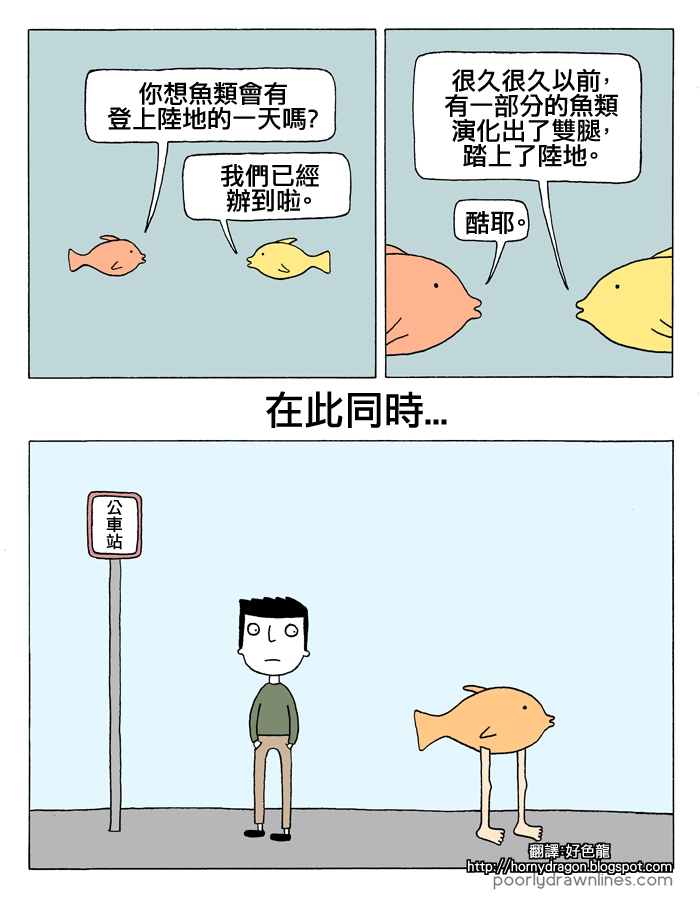 你想魚類會有
登上陸地的一天嗎?
我們已經
辦到啦。
很久很久以前,
有一部分的魚類
演化出了雙腿,
踏上了陸地。
酷耶。
在此同時...
公車站
翻譯:好色龍
http://hornydragon.blogspot.com/
poorlydrawnlines.com